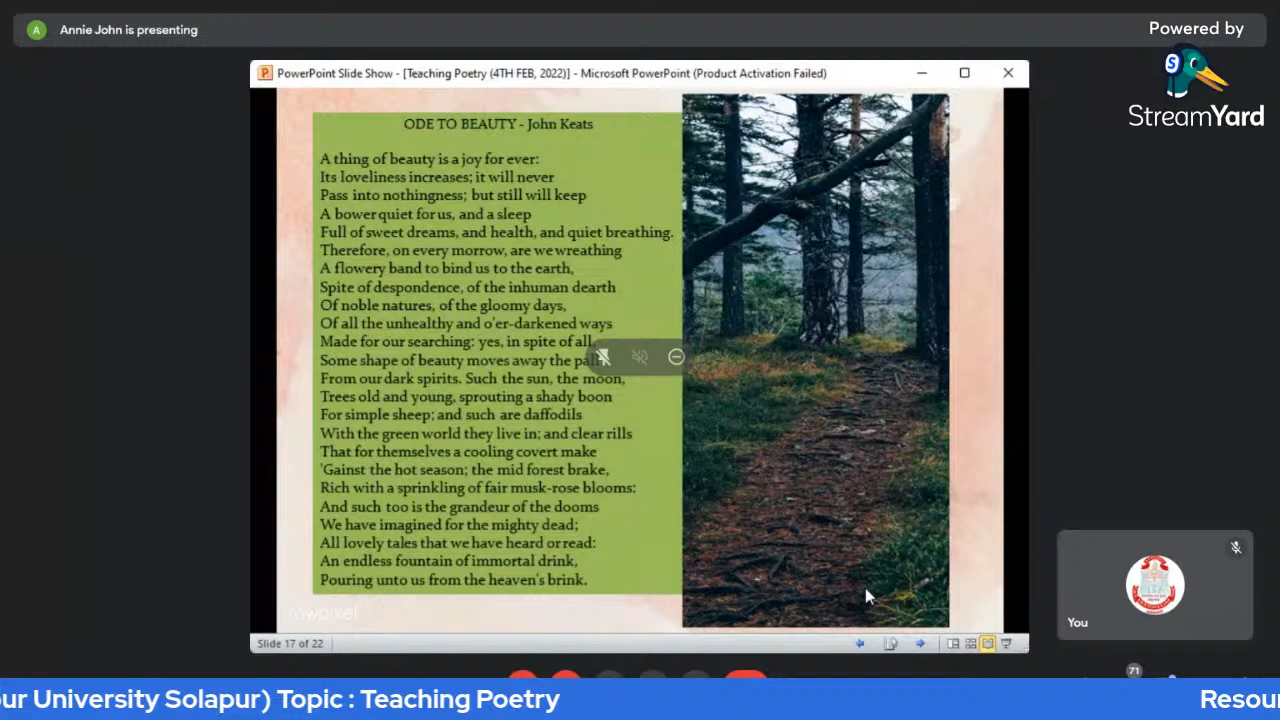 A Annie John is presenting
Powered by
S
StreamYard
P PowerPoint Slide Show - [Teaching Poetry (4TH FEB, 2022)] - Microsoft PowerPoint (Product Activation Failed)
ODE TO BEAUTY - John Keats
A thing of beauty is a joy for ever:
Its loveliness increases; it will never
Pass into nothingness; but still will keep
A bower quiet for us, and a sleep
Full of sweet dreams, and health, and quiet breathing.
Therefore, on every morrow, are we wreathing
A flowery band to bind us to the earth,
Spite of despondence, of the inhuman dearth
Of noble natures, of the gloomy days,
Of all the unhealthy and o'er-darkened ways
Made for our searching: yes, in spite of all,
Some shape of beauty moves away the pall
From our dark spirits. Such the sun, the moon,
Trees old and young, sprouting a shady boon
For simple sheep; and such are daffodils
With the green world they live in; and clear rills
That for themselves a cooling covert make
'Gainst the hot season; the mid forest brake,
Rich with a sprinkling of fair musk-rose blooms:
And such too is the grandeur of the dooms
We have imagined for the mighty dead;
All lovely tales that we have heard or read:
An endless fountain of immortal drink,
Pouring unto us from the heaven's brink.
rawpixel
You
Slide 17 of 22
71
our University Solapur) Topic : Teaching Poetry
Resour